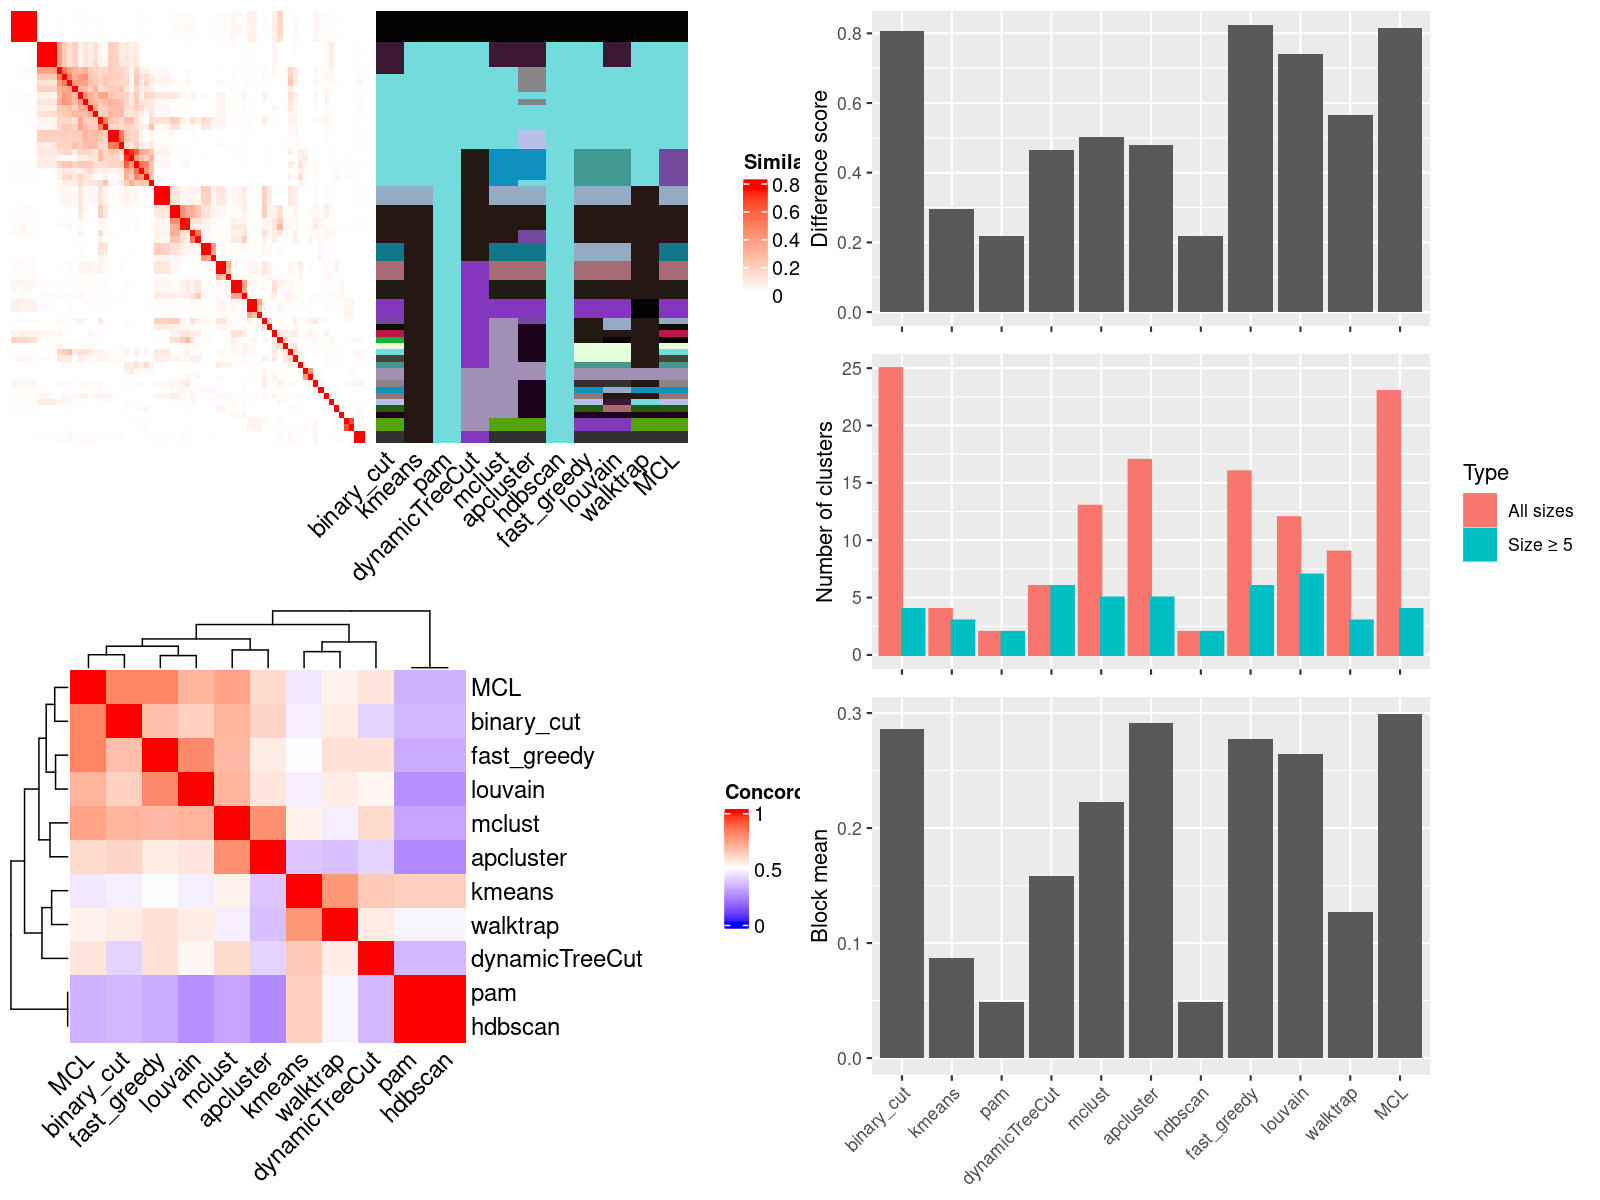 Simila
0.8
0.6
0.4
0.2
0
binary_cut
kmeans
pam
dynamicTreeCut
mclust
apcluster
hdbscan
fast_greedy
louvain
walktrap
MCL
MCL
binary_cut
fast_greedy
louvain
mclust
apcluster
kmeans
walktrap
dynamicTreeCut
pam
hdbscan
MCL
binary_cut
fast_greedy
louvain
mclust
apcluster
kmeans
walktrap
dynamicTreeCut
pam
hdbscan
Concord
1
0.5
0
Difference score
0.8
0.6
0.4
0.2
0.0
Number of clusters
25
20
15
10
5
0
Type
All sizes
Size ≥ 5
Block mean
0.3
0.2
0.1
0.0
binary_cut
kmeans
pam
dynamicTreeCut
mclust
apcluster
hdbscan
fast_greedy
louvain
walktrap
MCL